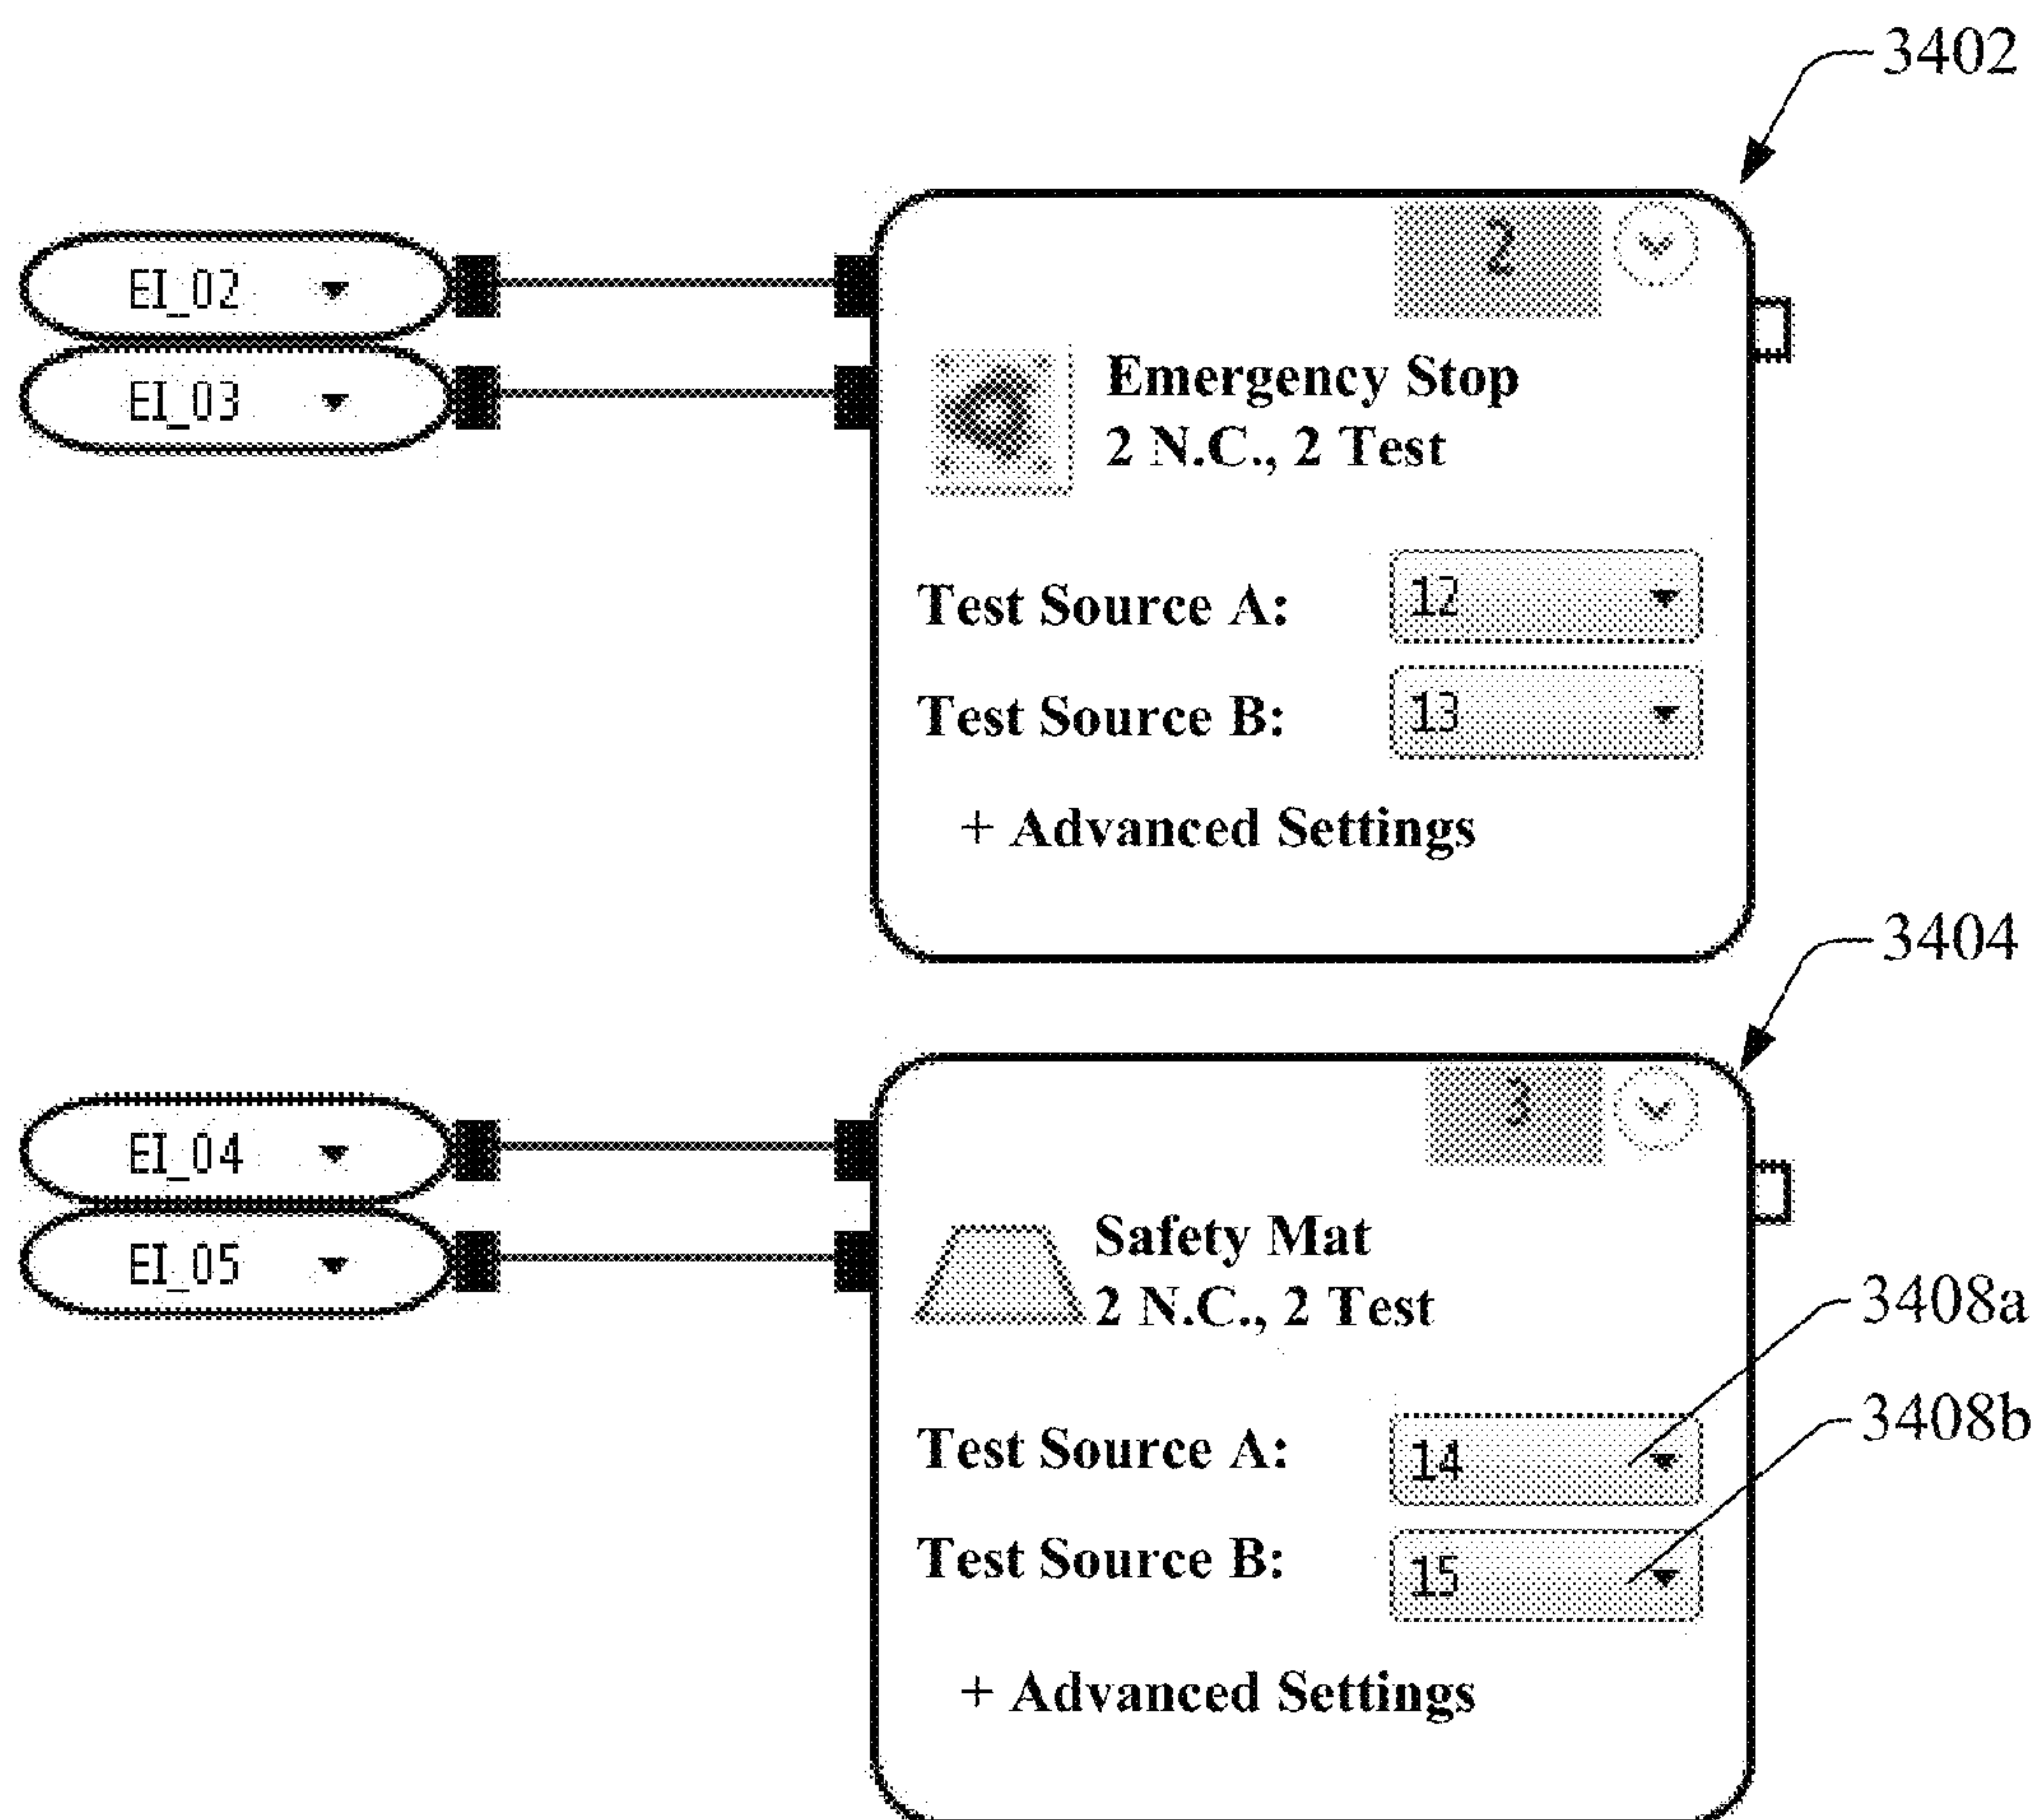 3402
2
EI_02
EI_03
Emergency Stop
2 N.C., 2 Test
Test Source A: 12
Test Source B: 13
+ Advanced Settings
3404
3
EI_04
EI_05
Safety Mat
2 N.C., 2 Test
3408a
3408b
Test Source A: 14
Test Source B: 15
+ Advanced Settings